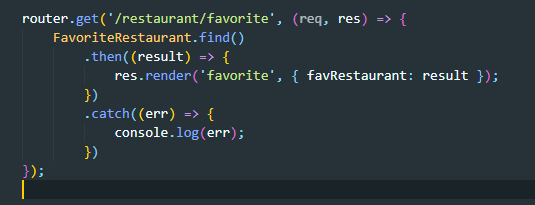 router.get('/restaurant/favorite', (req, res) => {
    FavoriteRestaurant.find()
        .then((result) => {
            res.render('favorite', { favRestaurant: result });
        })
        .catch((err) => {
            console.log(err);
        })
});